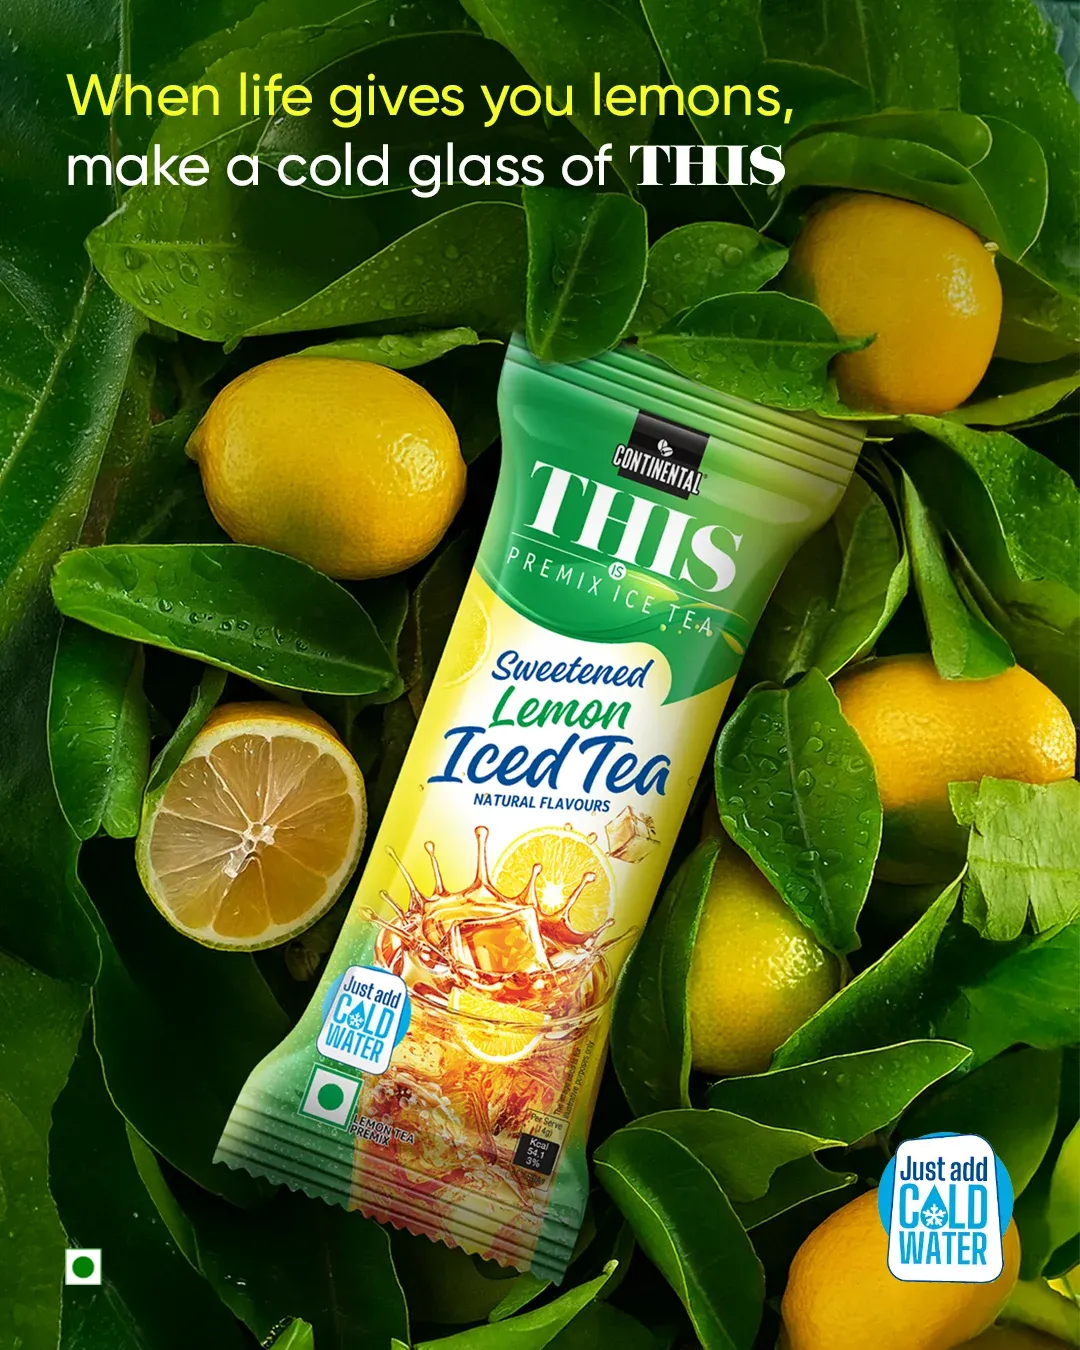 When life gives you lemons,
make a cold glass of THIS
CONTINENTAL
THIS
IS
PREMIX ICE TEA
Sweetened
Lemon
Iced Tea
NATURAL FLAVOURS
Just add
COLD
WATER
LEMON TEA
PREMIX
Per Serve
(14g)
Kcal
54.1
3%
Just add
COLD
WATER